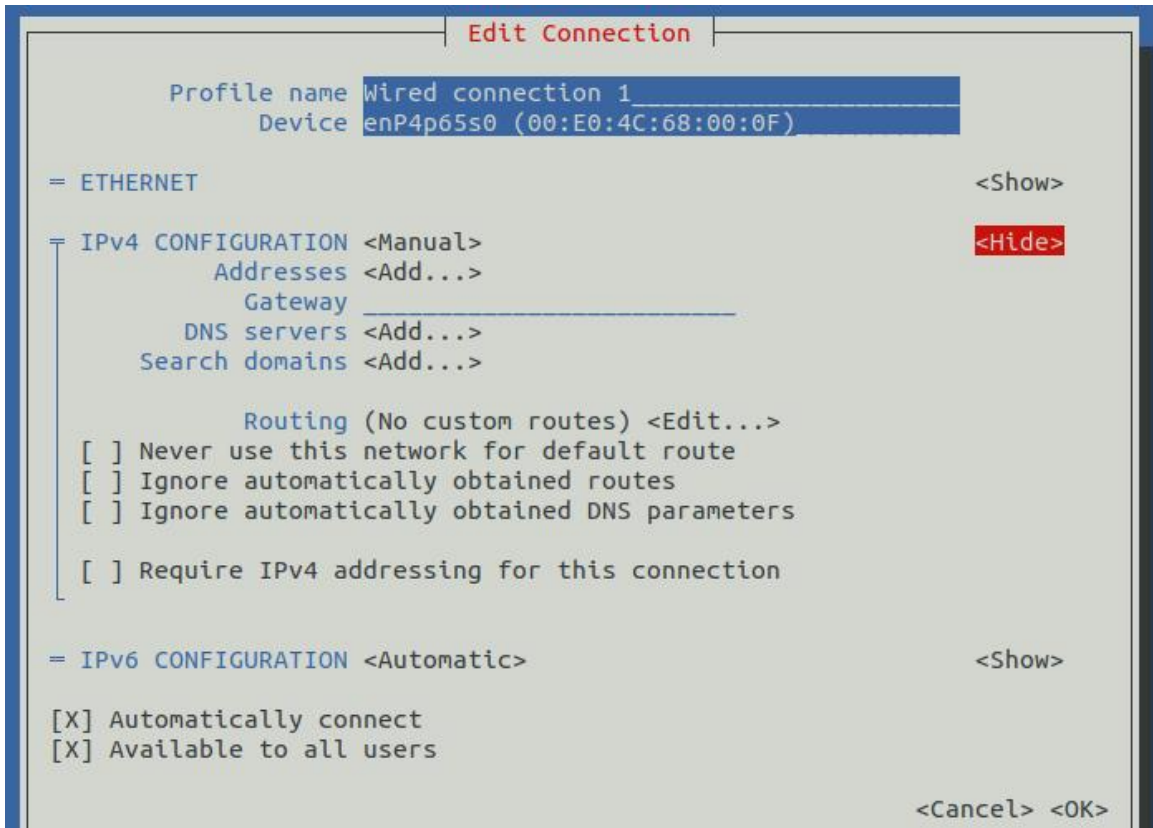 Edit Connection
Profile name Wired connection 1______________________
Device enP4p65s0 (00:E0:4C:68:00:0F)___________
= ETHERNET <Show>
╤ IPv4 CONFIGURATION <Manual> <Hide>
Addresses <Add...>
Gateway _________________________
DNS servers <Add...>
Search domains <Add...>
Routing (No custom routes) <Edit...>
[ ] Never use this network for default route
[ ] Ignore automatically obtained routes
[ ] Ignore automatically obtained DNS parameters
[ ] Require IPv4 addressing for this connection
= IPv6 CONFIGURATION <Automatic> <Show>
[X] Automatically connect
[X] Available to all users
<Cancel> <OK>